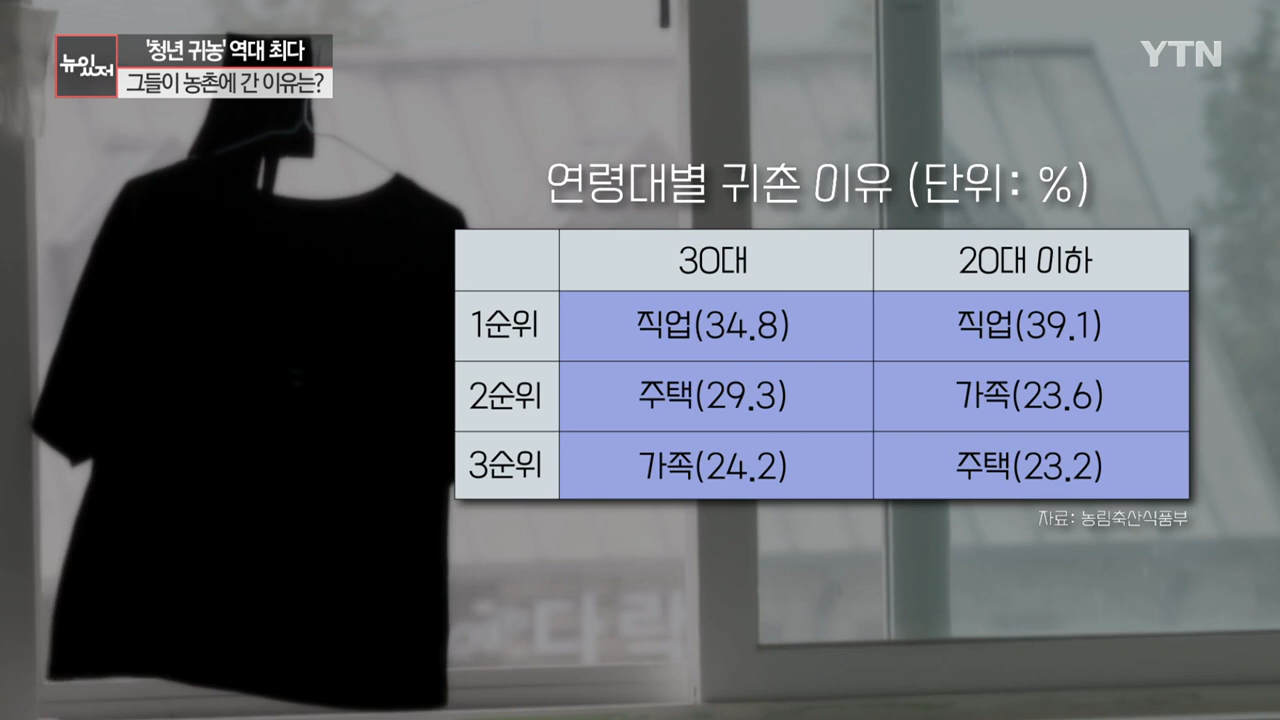 뉴있저
'청년 귀농' 역대 최다
그들이 농촌에 간 이유는?
YTN
연령대별 귀촌 이유 (단위: %)
30대 20대 이하
1순위 직업(34.8) 직업(39.1)
2순위 주택(29.3) 가족(23.6)
3순위 가족(24.2) 주택(23.2)
자료: 농림축산식품부
다락